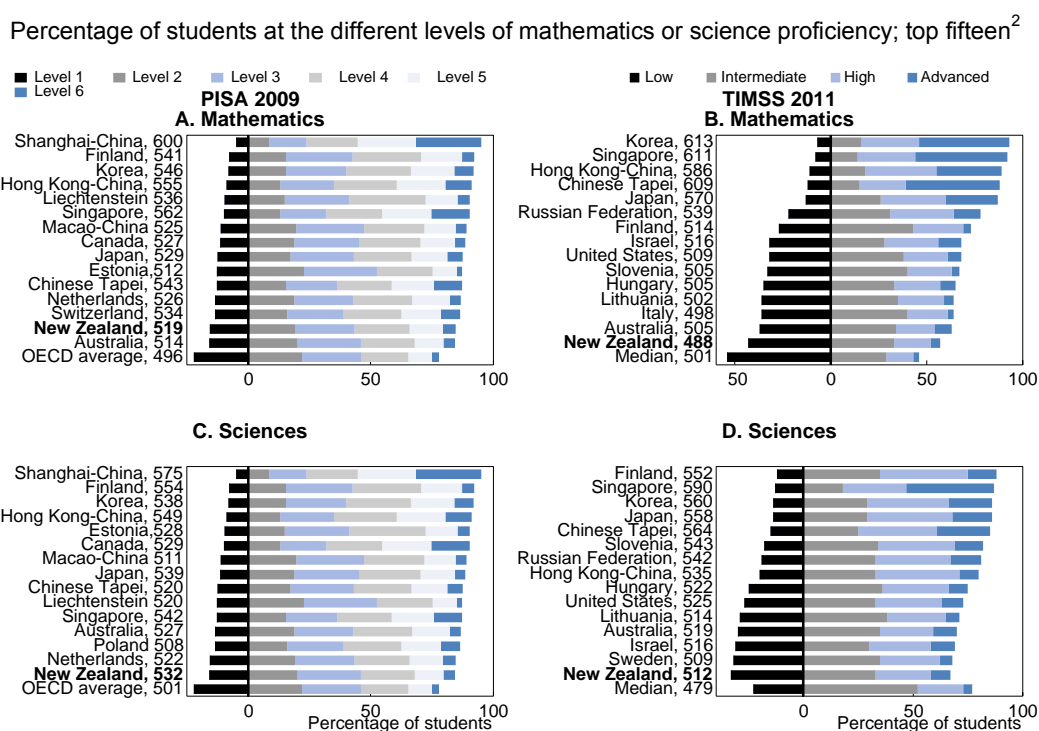 Percentage of students at the different levels of mathematics or science proficiency; top fifteen2
Level 1 Level 2 Level 3 Level 4 Level 5
Level 6
Low Intermediate High Advanced
PISA 2009
A. Mathematics
Shanghai-China, 600
Finland, 541
Korea, 546
Hong Kong-China, 555
Liechtenstein 536
Singapore, 562
Macao-China 525
Canada, 527
Japan, 529
Estonia,512
Chinese Tapei, 543
Netherlands, 526
Switzerland, 534
New Zealand, 519
Australia, 514
OECD average, 496
0 50 100
TIMSS 2011
B. Mathematics
Korea, 613
Singapore, 611
Hong Kong-China, 586
Chinese Tapei, 609
Japan, 570
Russian Federation, 539
Finland, 514
Israel, 516
United States, 509
Slovenia, 505
Hungary, 505
Lithuania, 502
Italy, 498
Australia, 505
New Zealand, 488
Median, 501
50 0 50 100
C. Sciences
Shanghai-China, 575
Finland, 554
Korea, 538
Hong Kong-China, 549
Estonia,528
Canada, 529
Macao-China 511
Japan, 539
Chinese Taipei, 520
Liechtenstein 520
Singapore, 542
Australia, 527
Poland 508
Netherlands, 522
New Zealand, 532
OECD average, 501
0 50 100
Percentage of students
D. Sciences
Finland, 552
Singapore, 590
Korea, 560
Japan, 558
Chinese Tapei, 564
Slovenia, 543
Russian Federation, 542
Hong Kong-China, 535
Hungary, 522
United States, 525
Lithuania, 514
Australia, 519
Israel, 516
Sweden, 509
New Zealand, 512
Median, 479
0 50 100
Percentage of students